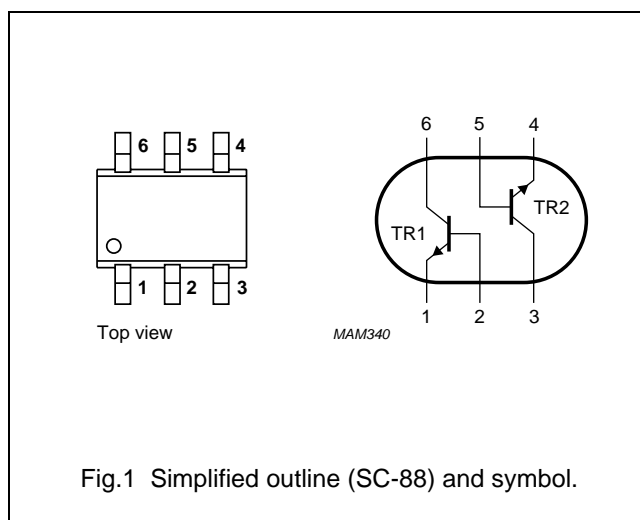 6 5 4
1 2 3
Top view
6 5 4
TR1 TR2
1 2 3
MAM340
Fig.1 Simplified outline (SC-88) and symbol.